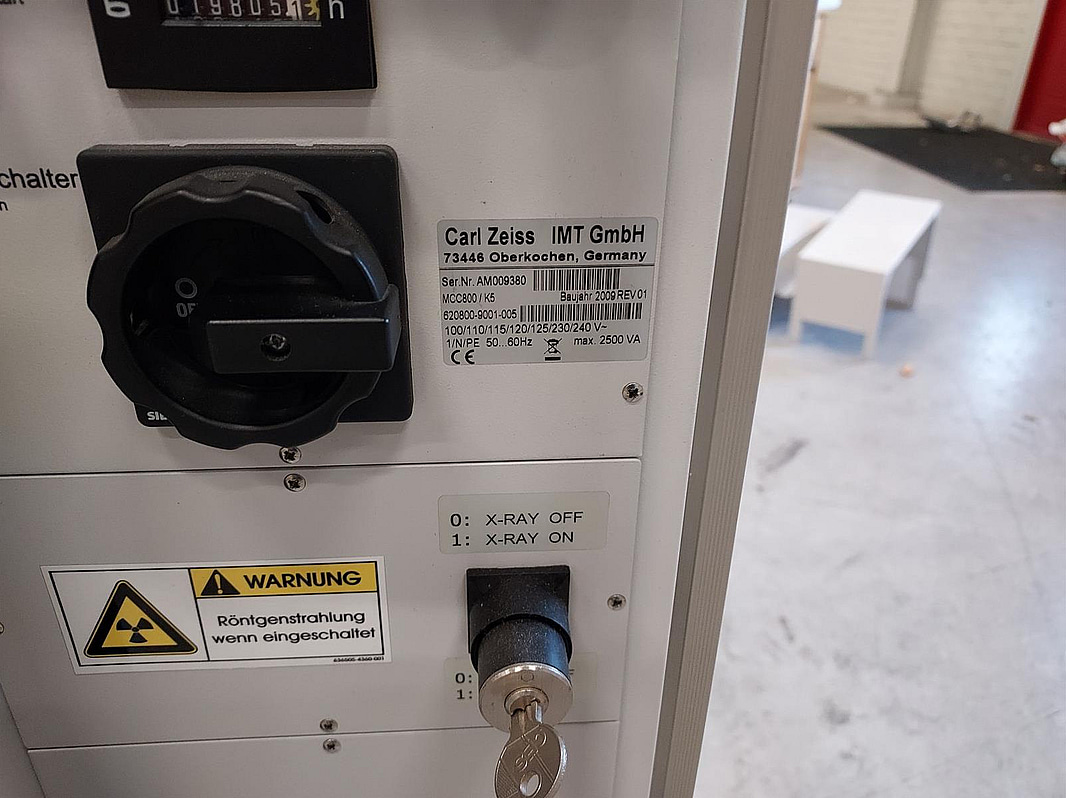 h
chalter
n
SIE
Carl Zeiss IMT GmbH
73446 Oberkochen, Germany
Ser.Nr. AM009380
MCC800 / K5 Baujahr 2009 REV 01
620800-9001-005
100/110/115/120/125/230/240 V~
1/N/PE 50...60Hz max. 2500 VA
CE
0: X-RAY OFF
1: X-RAY ON
WARNUNG
Röntgenstrahlung
wenn eingeschaltet
0:
1: